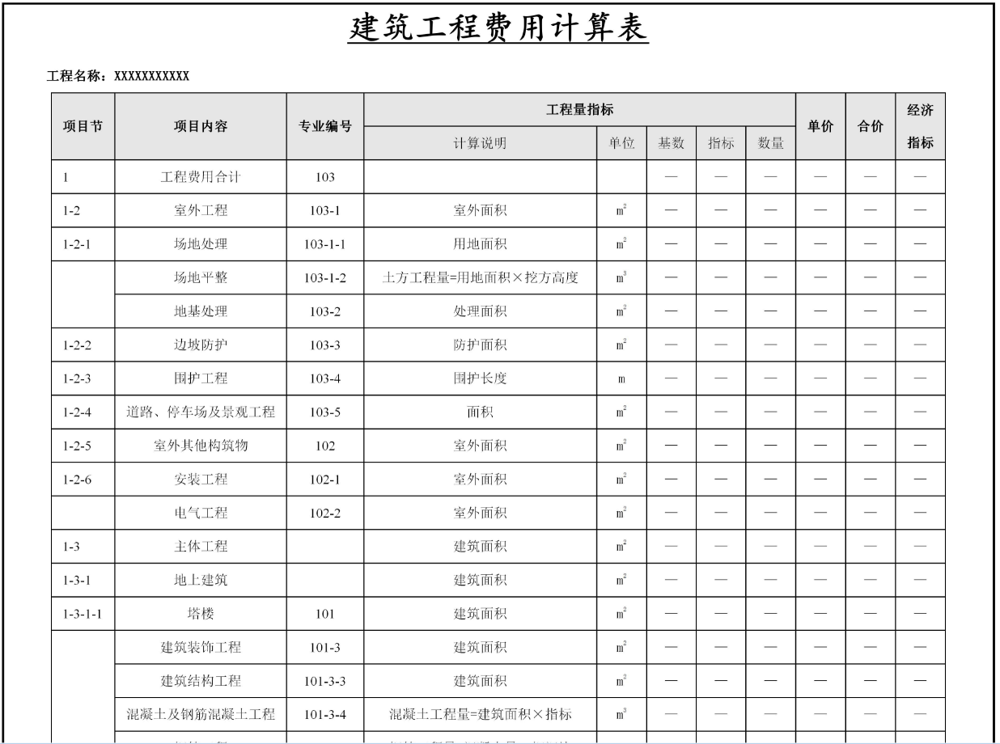 建筑工程费用计算表
工程名称：XXXXXXXXXXX
项目节 项目内容 专业编号 工程量指标 单价 合价 经济指标
计算说明 单位 基数 指标 数量
1 工程费用合计 103 — — — — — —
1-2 室外工程 103-1 室外面积 m² — — — — — —
1-2-1 场地处理 103-1-1 用地面积 m² — — — — — —
场地平整 103-1-2 土方工程量=用地面积×挖方高度 m³ — — — — — —
地基处理 103-2 处理面积 m² — — — — — —
1-2-2 边坡防护 103-3 防护面积 m² — — — — — —
1-2-3 围护工程 103-4 围护长度 m — — — — — —
1-2-4 道路、停车场及景观工程 103-5 面积 m² — — — — — —
1-2-5 室外其他构筑物 102 室外面积 m² — — — — — —
1-2-6 安装工程 102-1 室外面积 m² — — — — — —
电气工程 102-2 室外面积 m² — — — — — —
1-3 主体工程 建筑面积 m² — — — — — —
1-3-1 地上建筑 建筑面积 m² — — — — — —
1-3-1-1 塔楼 101 建筑面积 m² — — — — — —
建筑装饰工程 101-3 建筑面积 m² — — — — — —
建筑结构工程 101-3-3 建筑面积 m² — — — — — —
混凝土及钢筋混凝土工程 101-3-4 混凝土工程量=建筑面积×指标 m³ — — — — — —